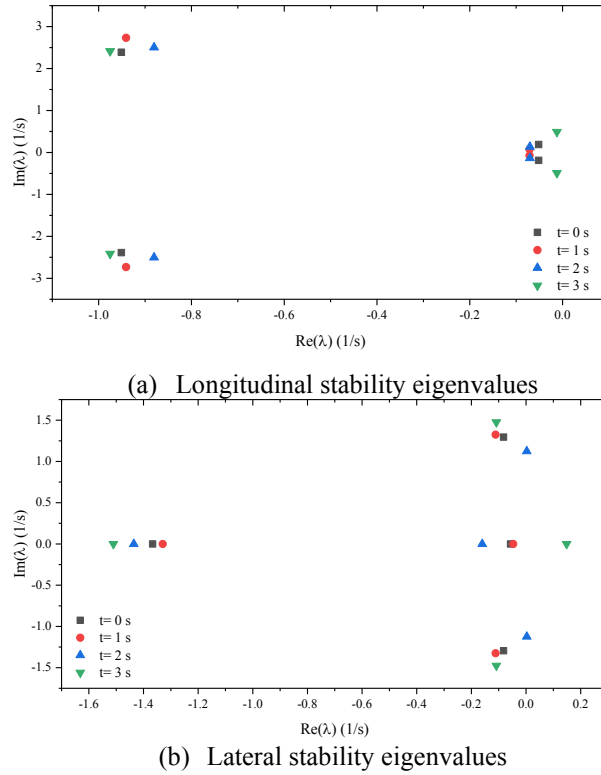 3
2
1
0
-1
-2
-3
Im(λ) (1/s)
-1.0 -0.8 -0.6 -0.4 -0.2 0.0
Re(λ) (1/s)
t= 0 s
t= 1 s
t= 2 s
t= 3 s
(a) Longitudinal stability eigenvalues
1.5
1.0
0.5
0.0
-0.5
-1.0
-1.5
Im(λ) (1/s)
t= 0 s
t= 1 s
t= 2 s
t= 3 s
-1.6 -1.4 -1.2 -1.0 -0.8 -0.6 -0.4 -0.2 0.0 0.2
Re(λ) (1/s)
(b) Lateral stability eigenvalues